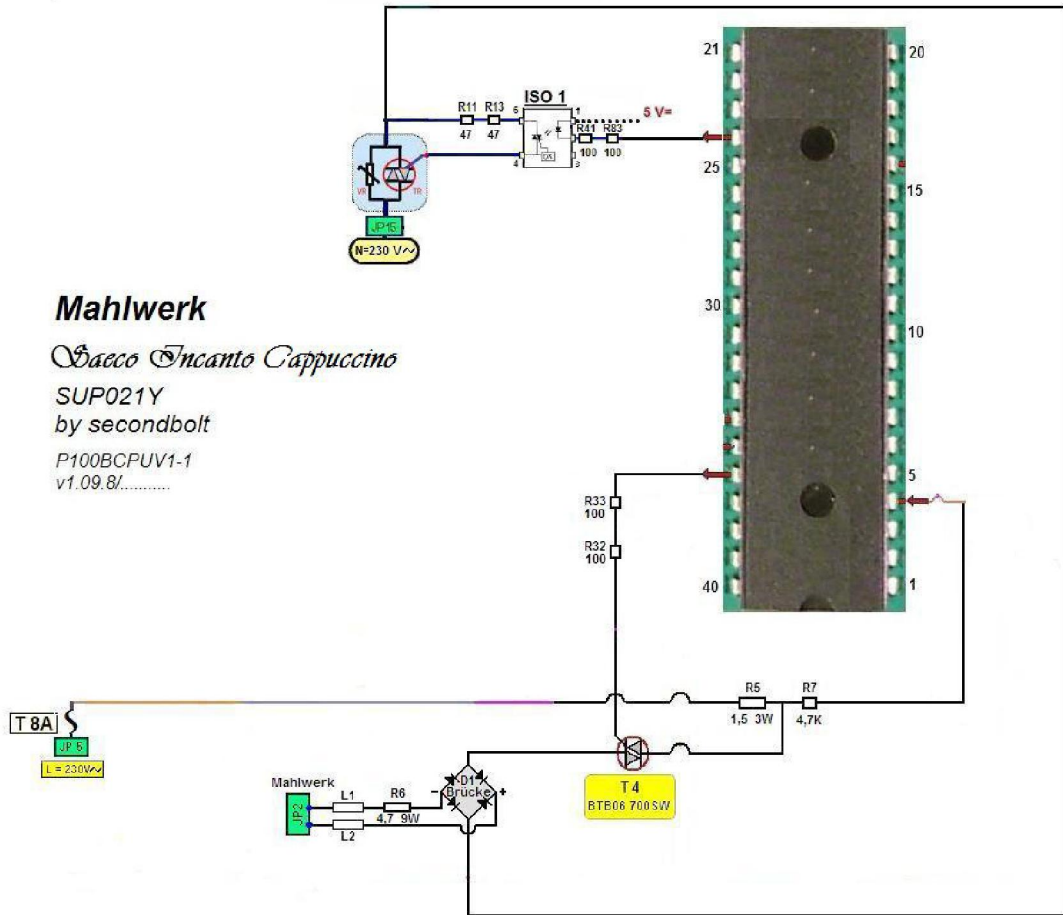 21
20
ISO 1
R11
R13
6
1
5 V=
47
47
R41
R83
100
100
4
3
25
15
VR
TR
JP15
N=230 V~
30
10
Mahlwerk
Saeco Incanto Cappuccino
SUP021Y
by secondbolt
P100BCPUV1-1
v1.09.8/...........
5
R33
100
R32
100
40
1
R5
R7
1,5 3W
4,7K
T 8A
JP 5
L = 230V~
Mahlwerk
L1
R6
D1
Brücke
-
+
T 4
BTB06 700SW
JP2
4,7 9W
L2